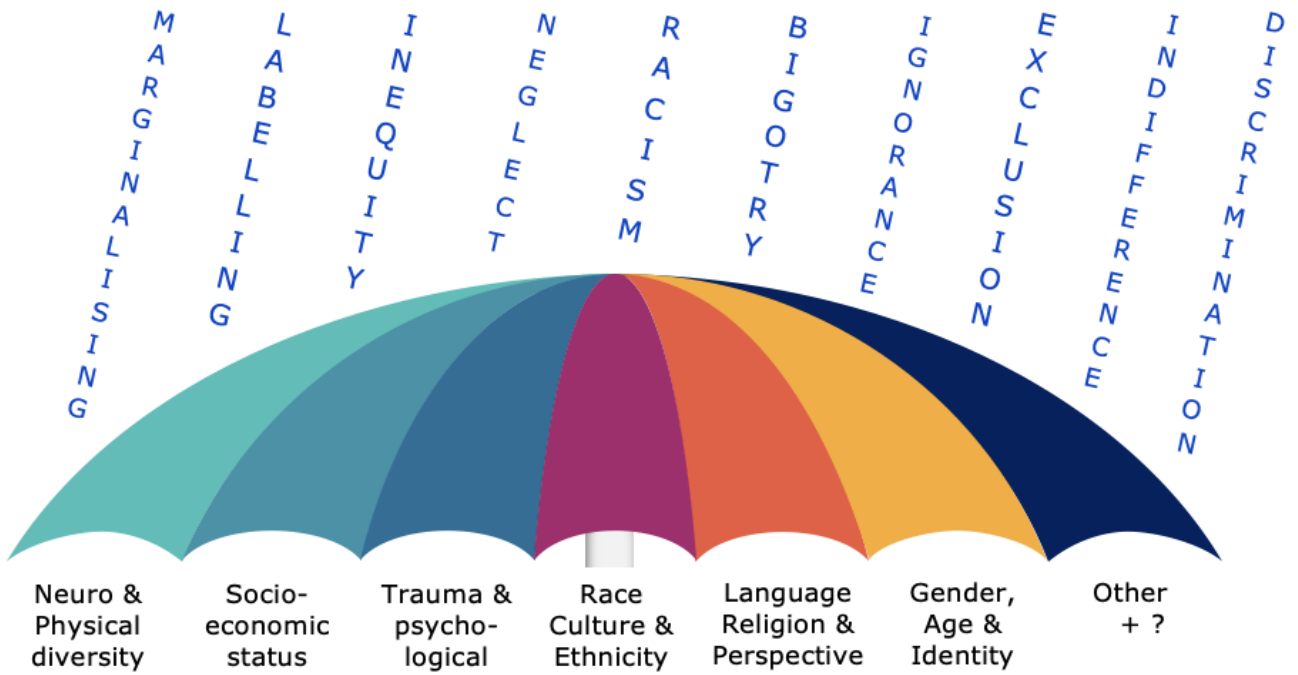 MARGINALISING
LABELLING
INEQUITY
NEGLECT
RACISM
BIGOTRY
IGNORANCE
EXCLUSION
INDIFFERENCE
DISCRIMINATION
Neuro &
Physical
diversity
Socio-
economic
status
Trauma &
psycho-
logical
Race
Culture &
Ethnicity
Language
Religion &
Perspective
Gender,
Age &
Identity
Other
+ ?